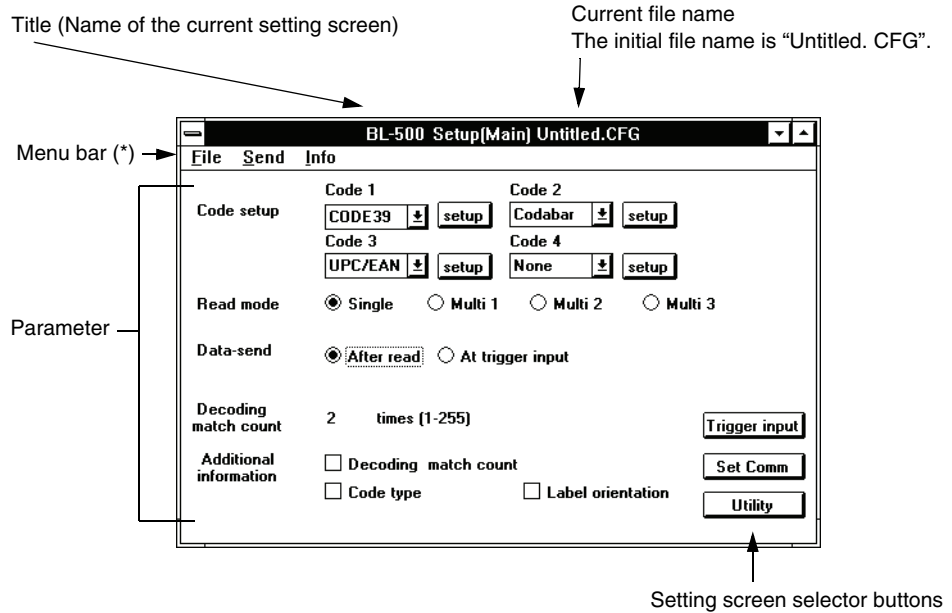 Title (Name of the current setting screen)
Current file name
The initial file name is “Untitled. CFG”.
BL-500 Setup(Main) Untitled.CFG
Menu bar (*)
File Send Info
Code 1 Code 2
Code setup CODE39 setup Codabar setup
Code 3 Code 4
UPC/EAN setup None setup
Read mode Single Multi 1 Multi 2 Multi 3
Parameter
Data-send After read At trigger input
Decoding
match count 2 times (1-255)
Trigger input
Additional
information Decoding match count
Set Comm
Code type Label orientation
Utility
Setting screen selector buttons